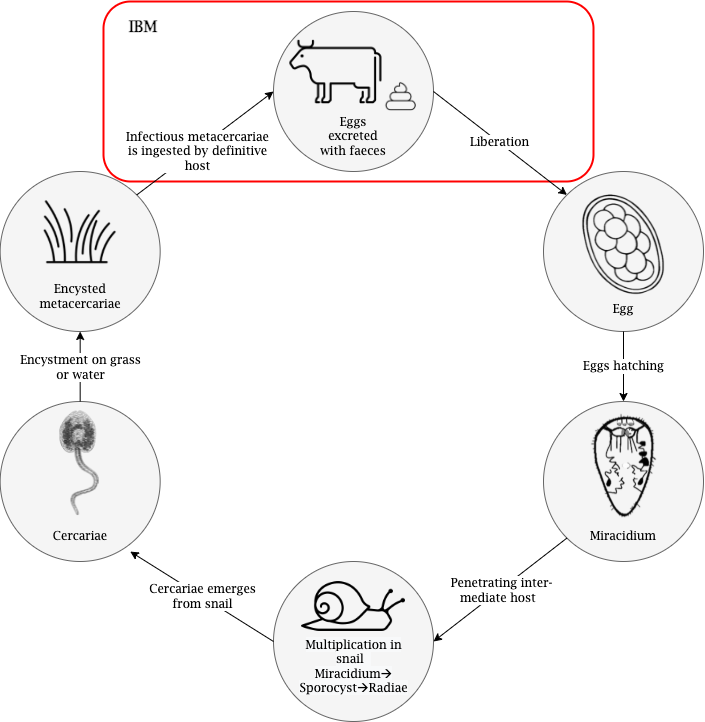 IBM
Eggs
excreted
with faeces
Infectious metacercariae
is ingested by definitive
host
Liberation
Encysted
metacercariae
Egg
Encystment on grass
or water
Eggs hatching
Cercariae
Miracidium
Cercariae emerges
from snail
Penetrating inter-
mediate host
Multiplication in
snail
Miracidium→
Sporocyst→Radiae